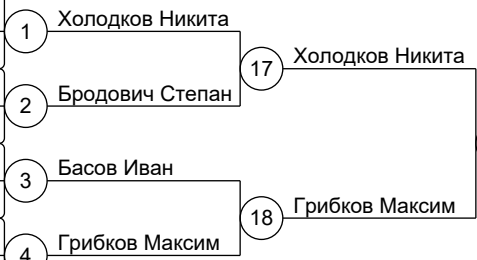 1 Холодков Никита
17 Холодков Никита
2 Бродович Степан
3 Басов Иван
18 Грибков Максим
4 Грибков Максим